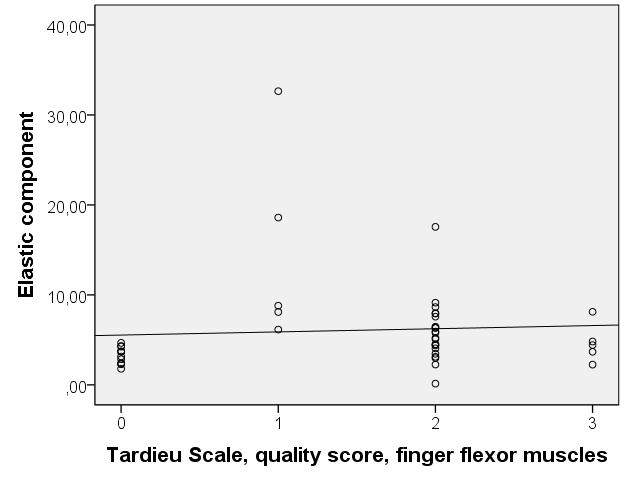 40,00
30,00
20,00
10,00
,00
Elastic component
0 1 2 3
Tardieu Scale, quality score, finger flexor muscles